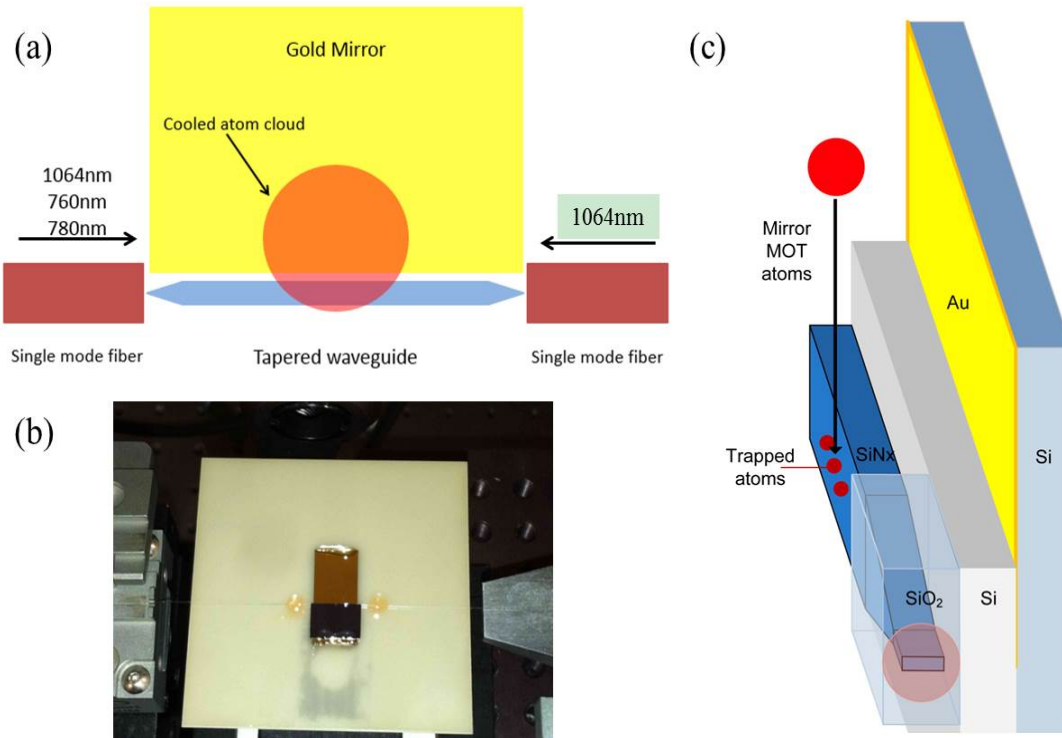 (a)
Gold Mirror
Cooled atom cloud
1064nm
760nm
780nm
1064nm
Single mode fiber
Tapered waveguide
Single mode fiber
(b)
(c)
Mirror
MOT
atoms
Au
Trapped
atoms
SiNx
Si
SiO₂
Si